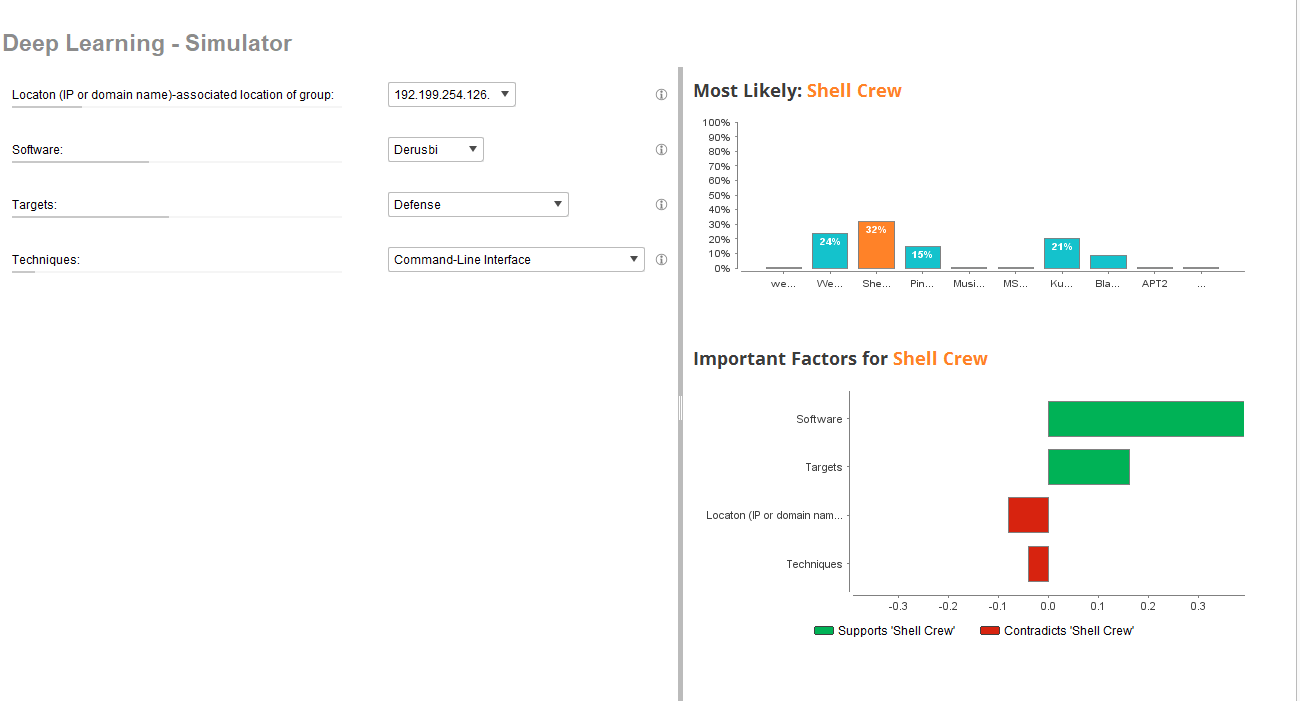 Deep Learning - Simulator
Locaton (IP or domain name)-associated location of group:
192.199.254.126.
Software:
Derusbi
Targets:
Defense
Techniques:
Command-Line Interface
Most Likely: Shell Crew
100%
90%
80%
70%
60%
50%
40%
30%
20%
10%
0%
24%
32%
15%
21%
we...
We...
She...
Pin...
Musi...
MS...
Ku...
Bla...
APT2
...
Important Factors for Shell Crew
Software
Targets
Locaton (IP or domain nam...
Techniques
-0.3
-0.2
-0.1
0.0
0.1
0.2
0.3
Supports 'Shell Crew'
Contradicts 'Shell Crew'